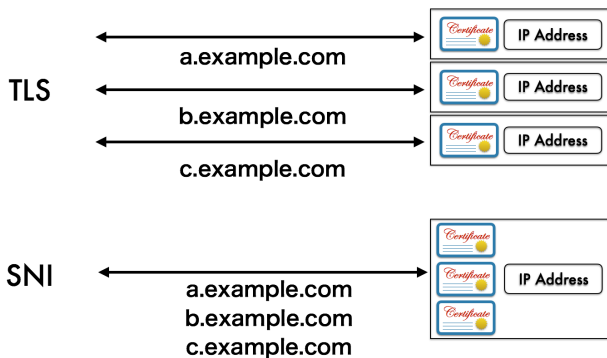 Certificate
IP Address
a.example.com
TLS
Certificate
IP Address
b.example.com
Certificate
IP Address
c.example.com
Certificate
SNI
Certificate
IP Address
a.example.com
b.example.com
Certificate
c.example.com